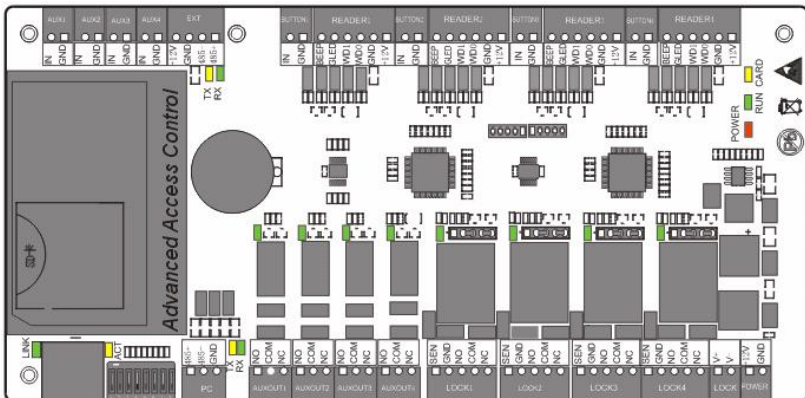 AUX1 AUX2 AUX3 AUX4 EXT BUTTON1 READER1 BUTTON2 READER2 BUTTON3 READER3 BUTTON4 READER4
IN GND IN GND IN GND IN GND +12V GND 485- 485+ IN GND BEEP GLED WD1 WD0 GND +12V IN GND BEEP GLED WD1 WD0 GND +12V IN GND BEEP GLED WD1 WD0 GND +12V IN GND BEEP GLED WD1 WD0 GND +12V
TX
RX
CARD
RUN
POWER
Advanced Access Control
LINK
ACT
485-
GND
TX
RX
NO COM NC NO COM NC NO COM NC NO COM NC SEN GND NO COM NC SEN GND NO COM NC SEN GND NO COM NC SEN GND NO COM NC V- +12V GND
PC AUXOUT1 AUXOUT2 AUXOUT3 AUXOUT4 LOCK1 LOCK2 LOCK3 LOCK4 LOCK POWER